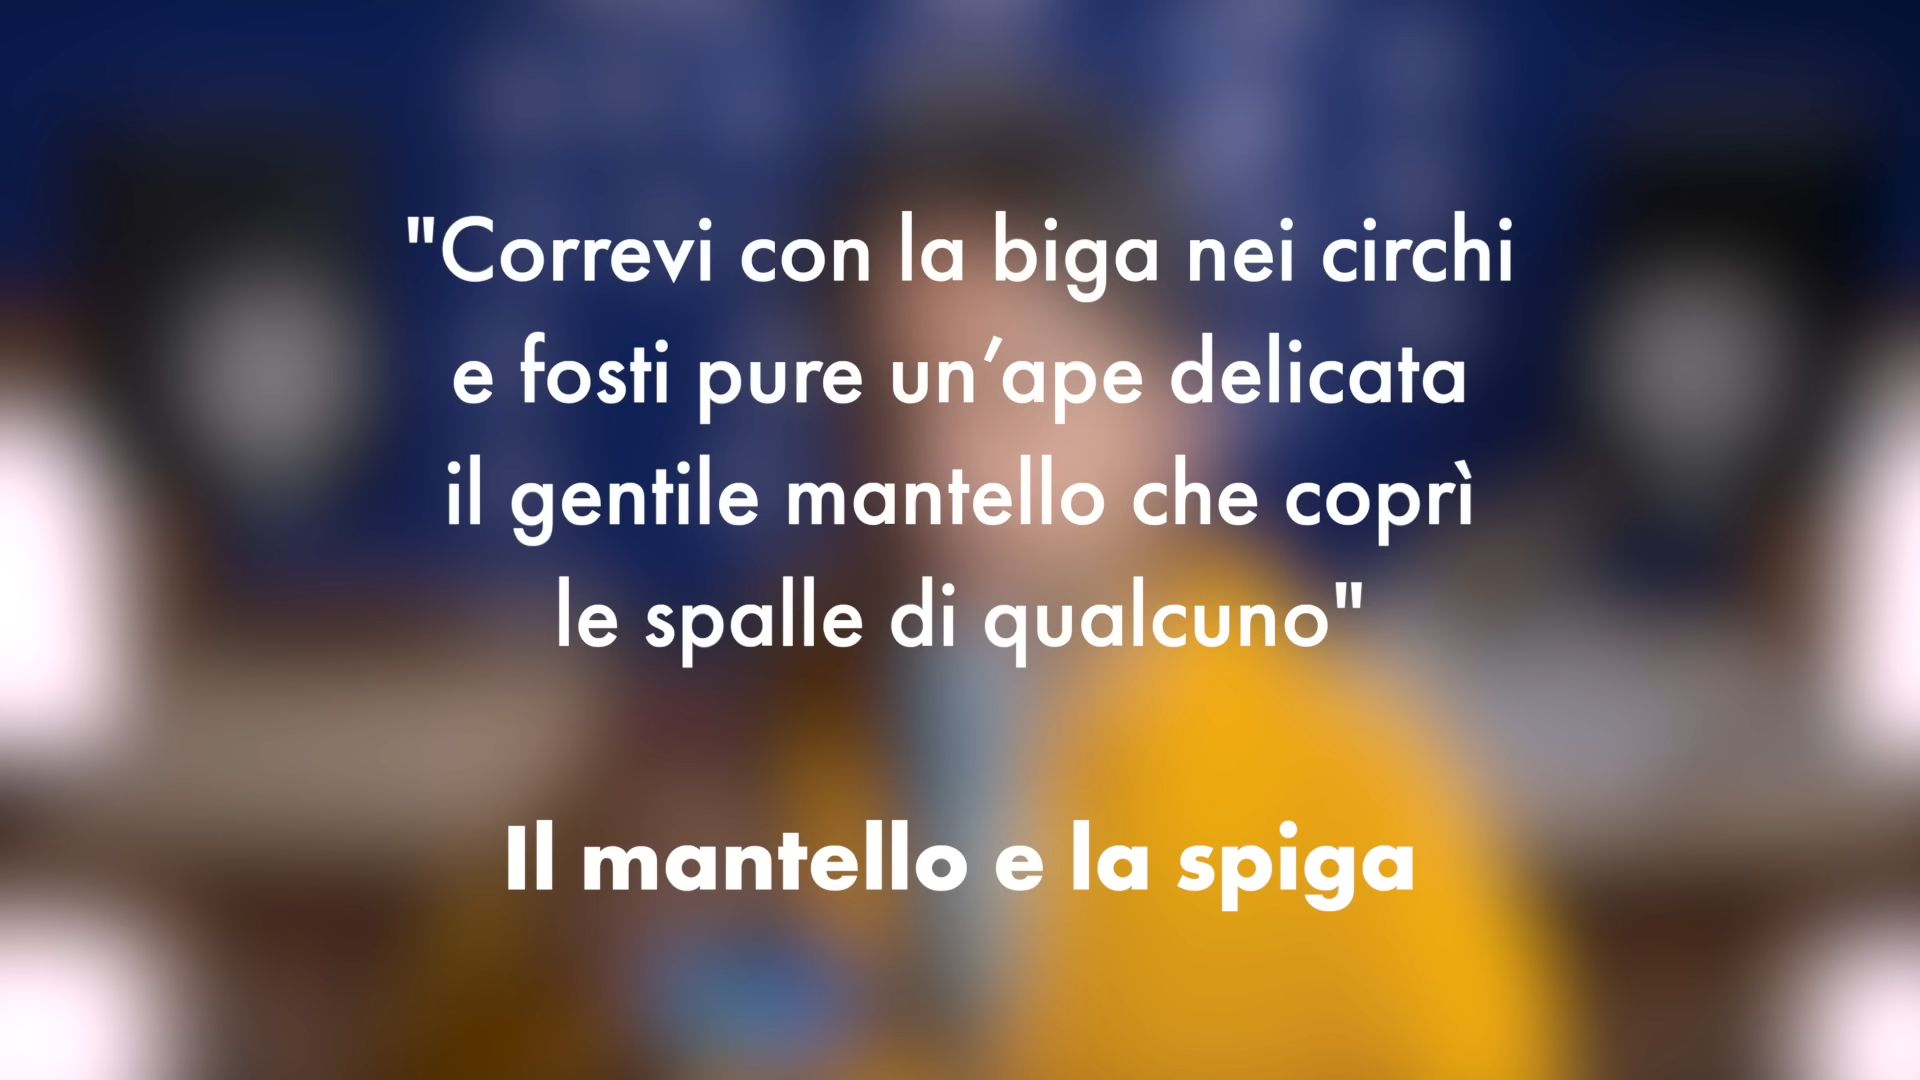 "Correvi con la biga nei circhi
e fosti pure un’ape delicata
il gentile mantello che coprì
le spalle di qualcuno"
Il mantello e la spiga